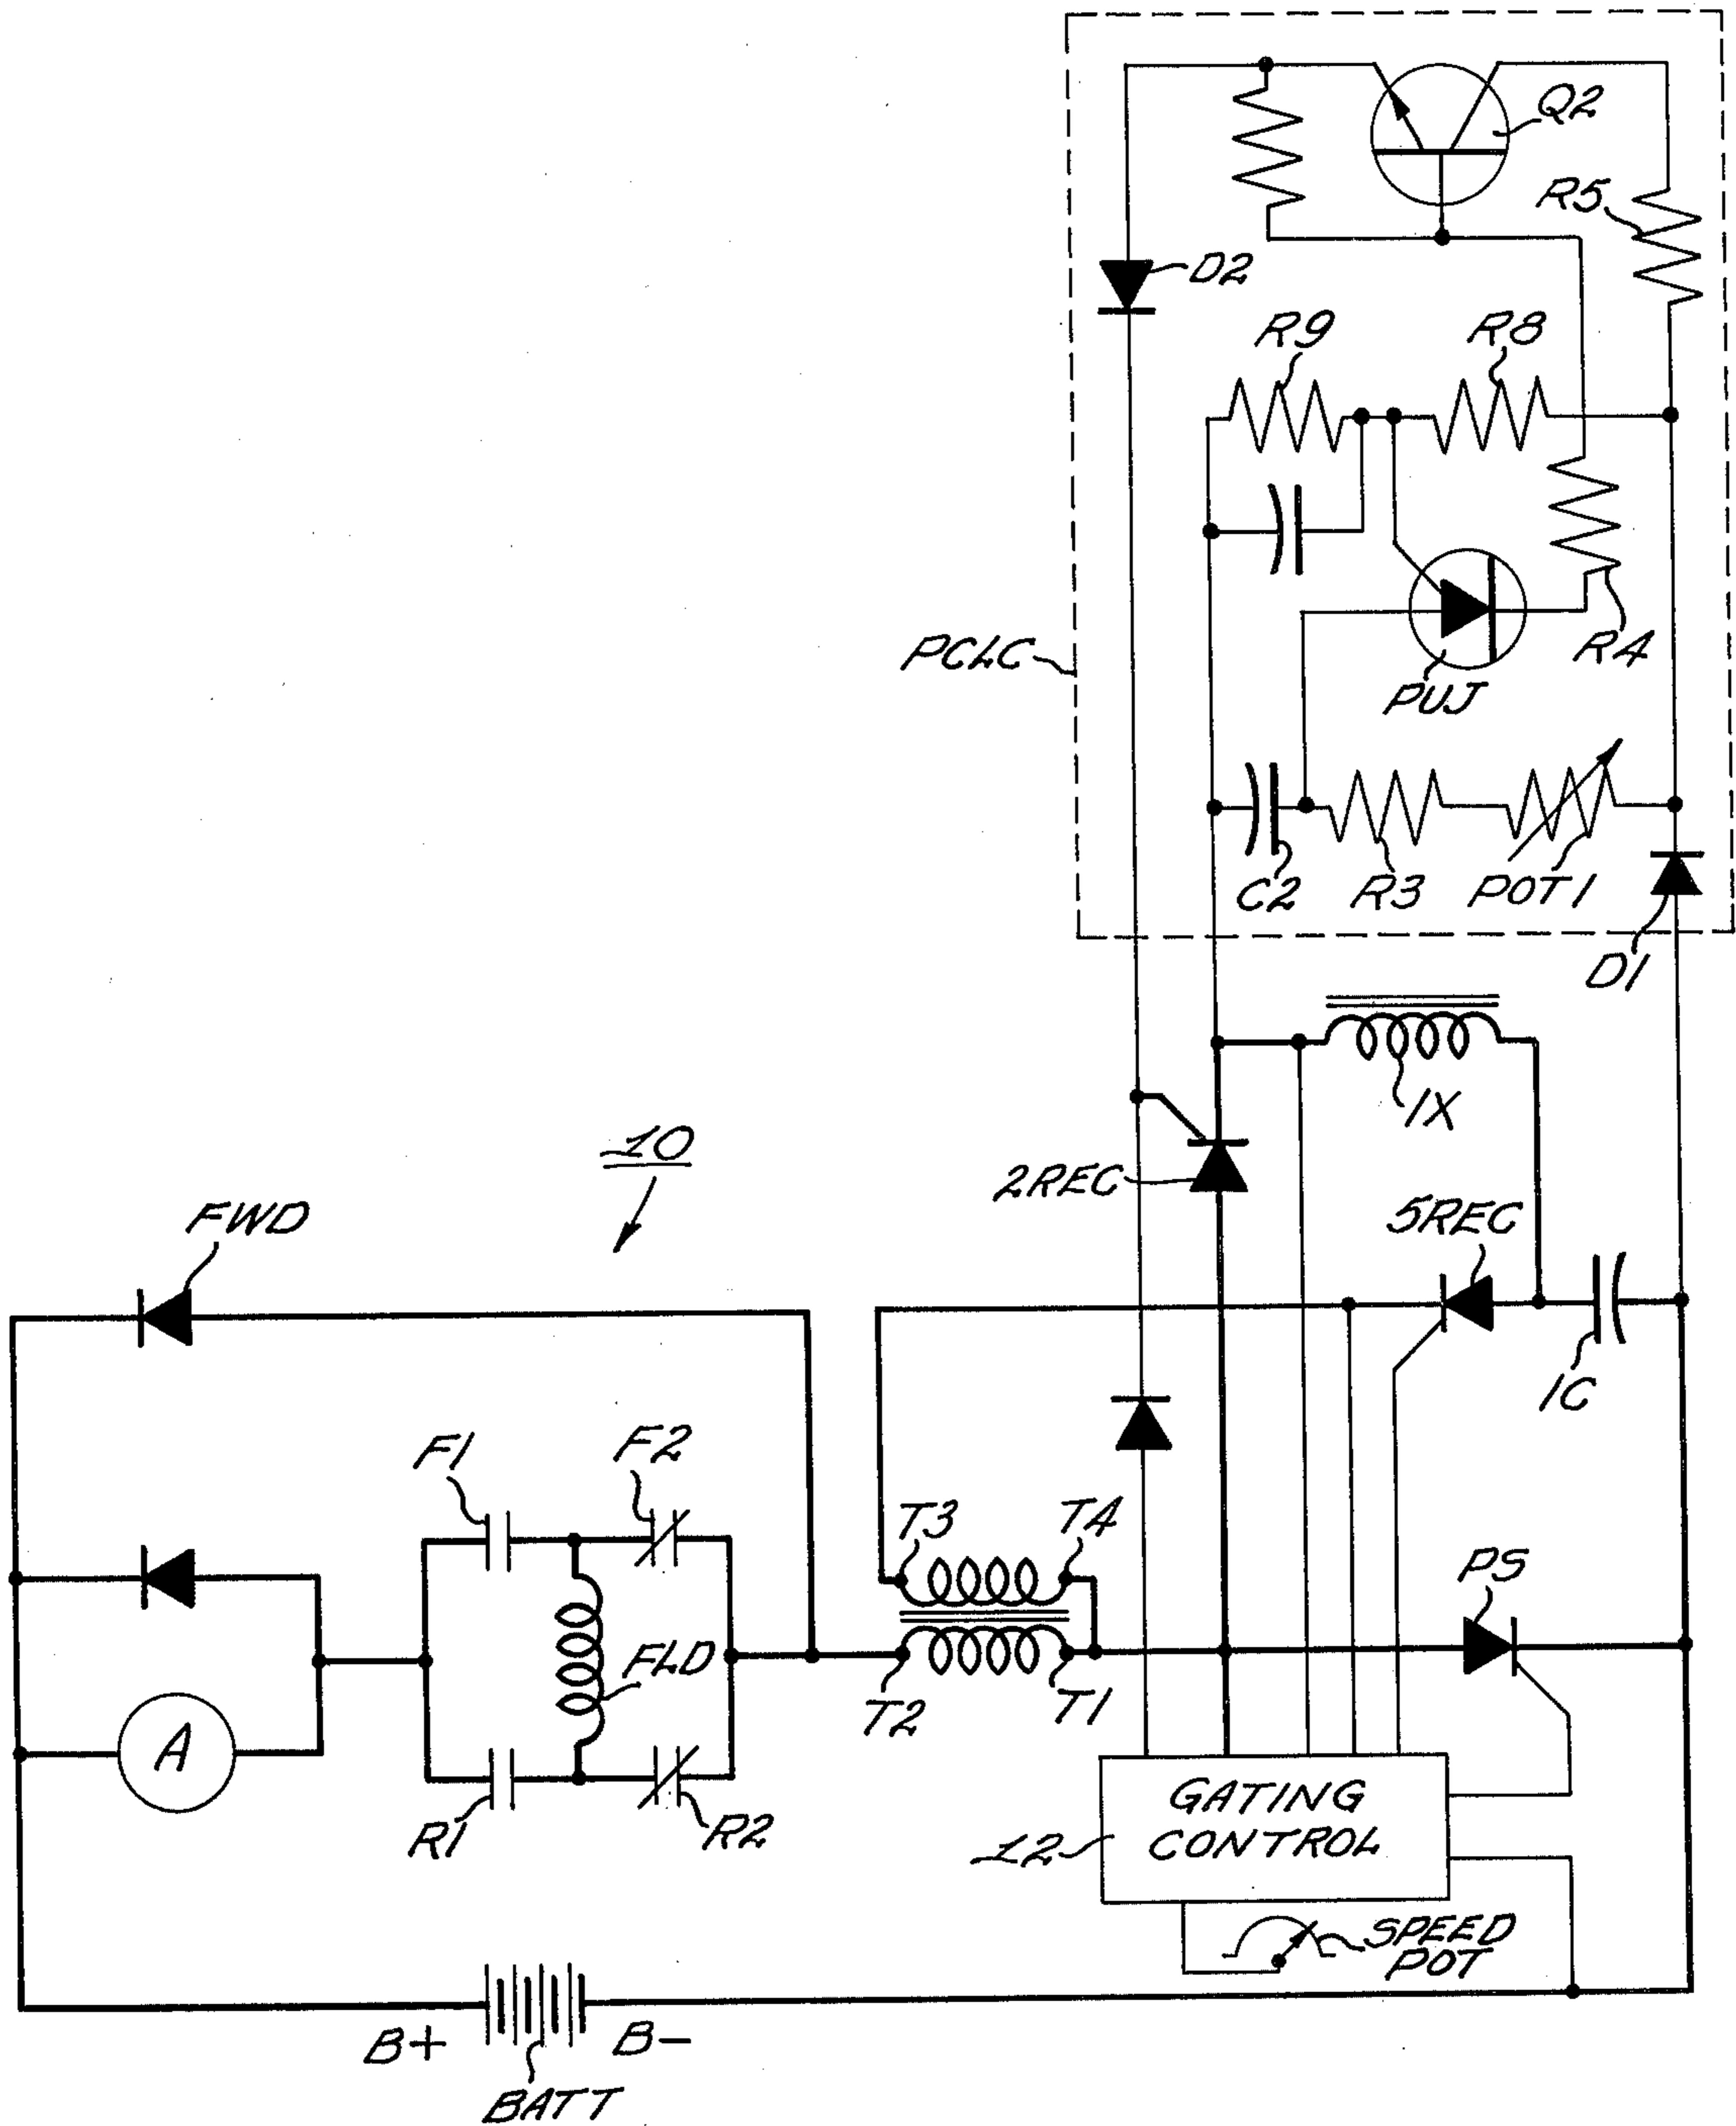 Q2
R5
D2
R9
R8
PCLC
R4
PUJ
C2
R3
POT1
D1
1X
10
2REC
FWD
5REC
1C
F1
F2
T3
T4
PS
FLD
T2
T1
A
R1
R2
GATING
CONTROL
12
SPEED
POT
B+
B-
BATT